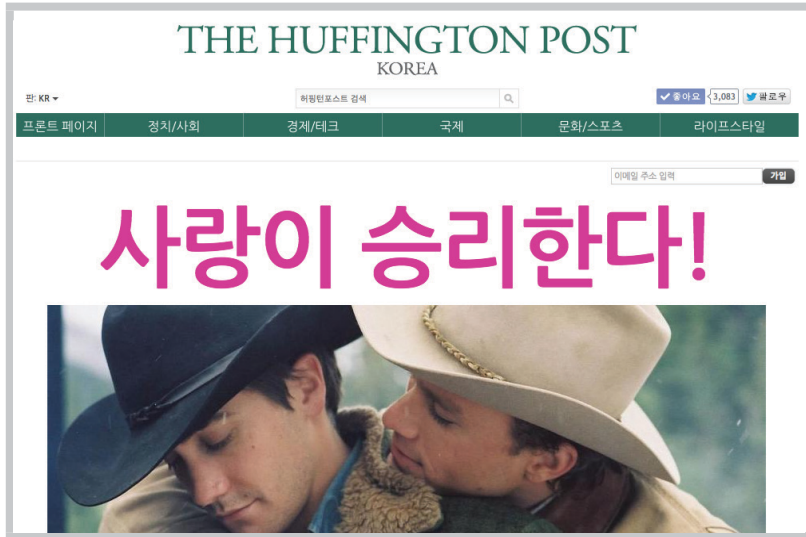 THE HUFFINGTON POST
KOREA
판: KR
허핑턴포스트 검색
좋아요 3,083 팔로우
프론트 페이지 정치/사회 경제/테크 국제 문화/스포츠 라이프스타일
이메일 주소 입력 가입
사랑이 승리한다!